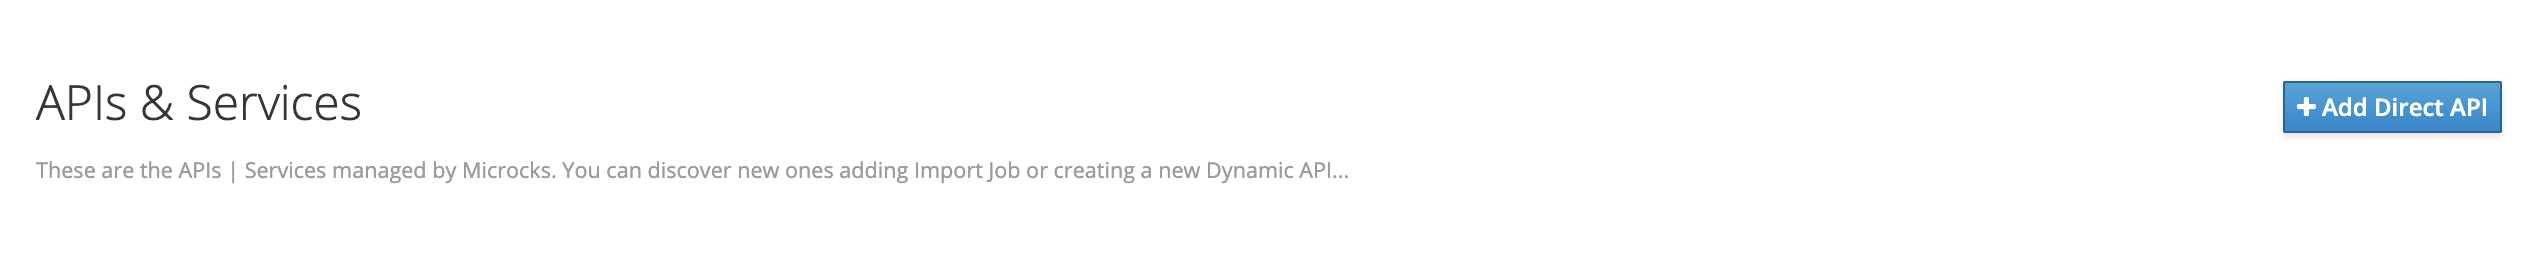 APIs & Services
+ Add Direct API
These are the APIs | Services managed by Microcks. You can discover new ones adding Import Job or creating a new Dynamic API...